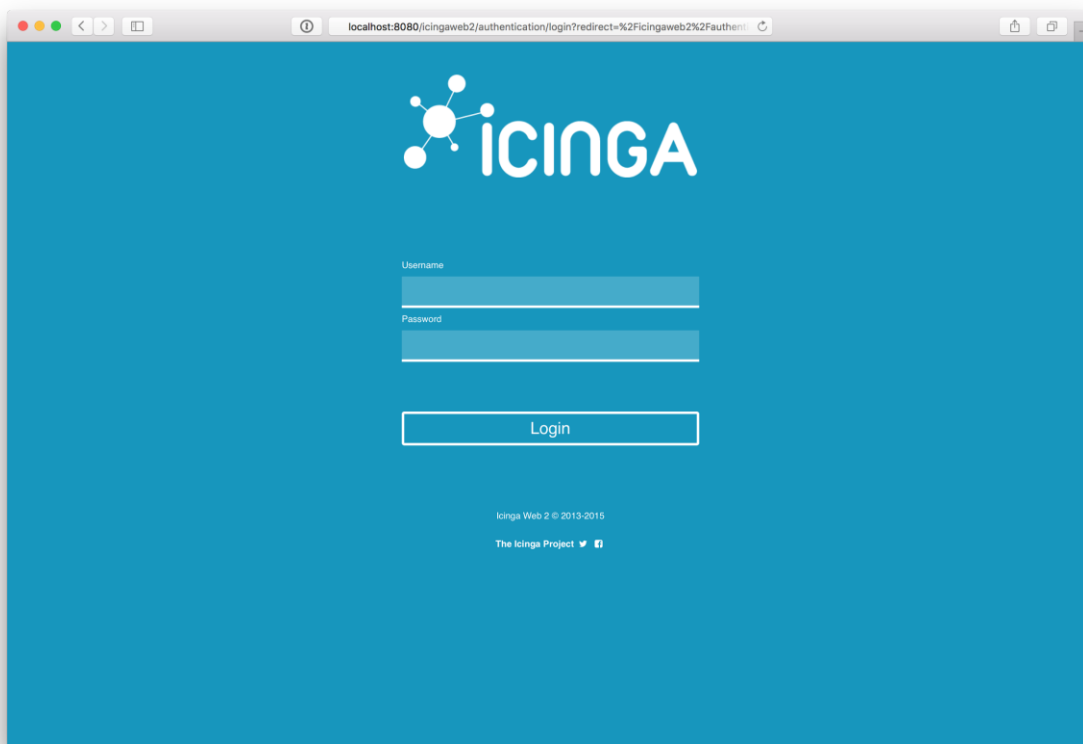 localhost:8080/icingaweb2/authentication/login?redirect=%2Ficingaweb2%2Fauthent
ICINGA
Username
Password
Login
Icinga Web 2 © 2013-2015
The Icinga Project